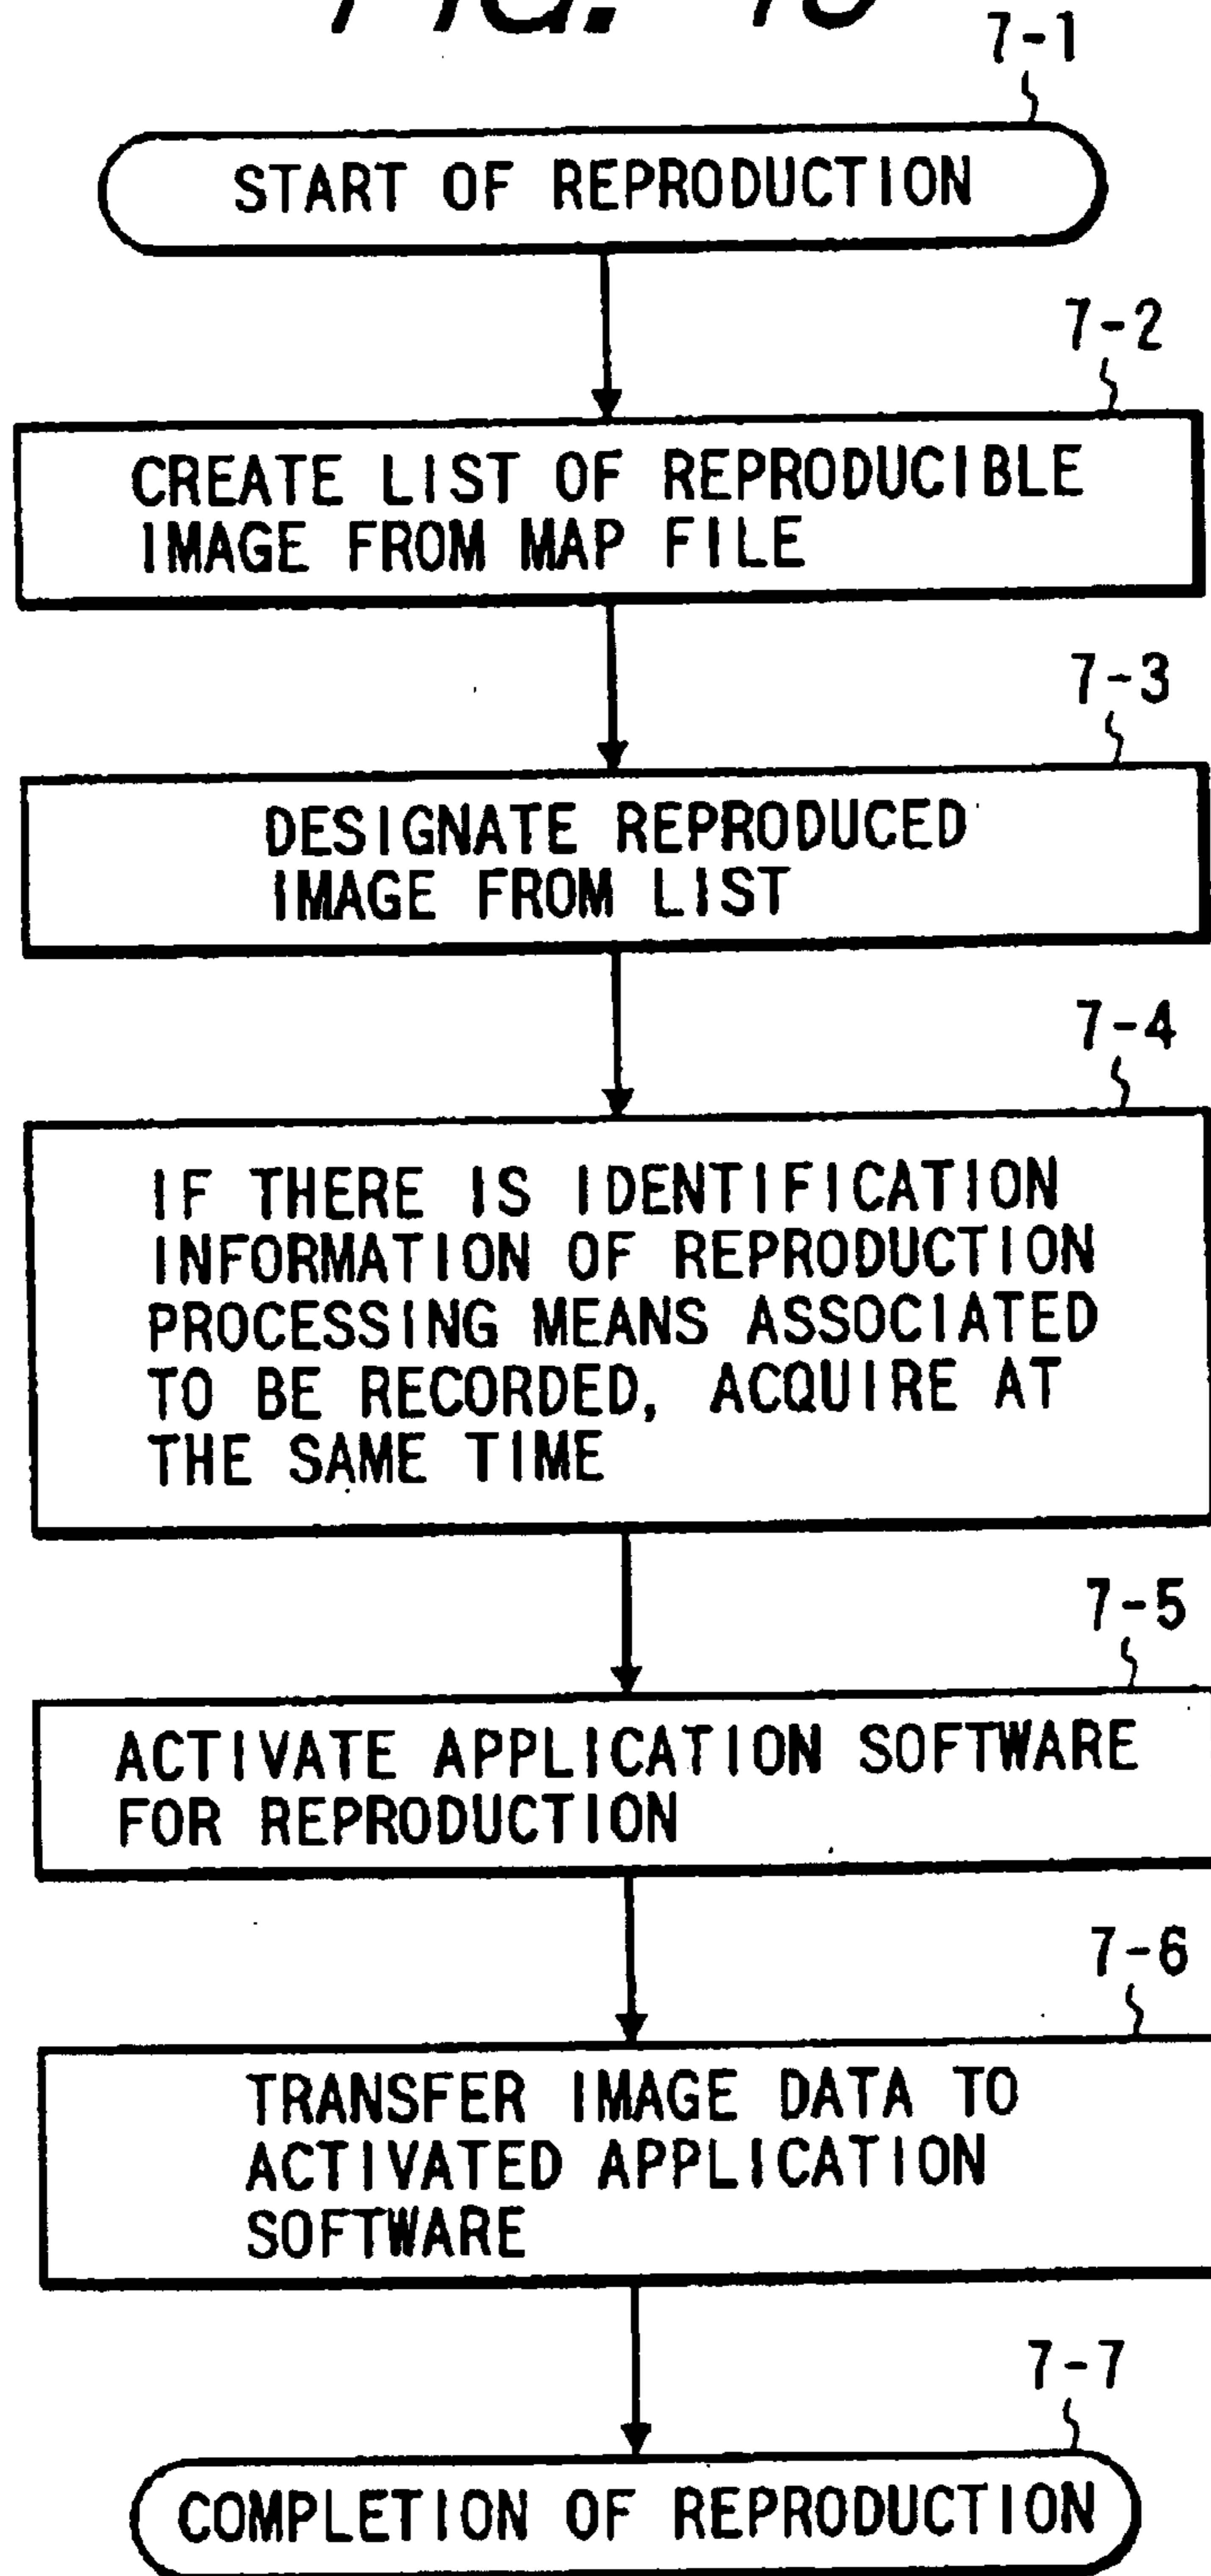 FIG.
7-1
START OF REPRODUCTION
7-2
CREATE LIST OF REPRODUCIBLE
IMAGE FROM MAP FILE
7-3
DESIGNATE REPRODUCED
IMAGE FROM LIST
7-4
IF THERE IS IDENTIFICATION
INFORMATION OF REPRODUCTION
PROCESSING MEANS ASSOCIATED
TO BE RECORDED, ACQUIRE AT
THE SAME TIME
7-5
ACTIVATE APPLICATION SOFTWARE
FOR REPRODUCTION
7-6
TRANSFER IMAGE DATA TO
ACTIVATED APPLICATION
SOFTWARE
7-7
COMPLETION OF REPRODUCTION